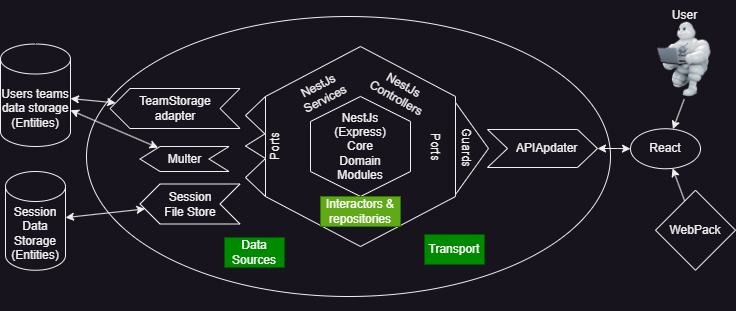 User
Users teams
data storage
(Entities)
TeamStorage
adapter
Multer
Session
File Store
Session
Data
Storage
(Entities)
Ports
NestJs
Services
NestJs
Controllers
NestJs
(Express)
Core
Domain
Modules
Ports
Guards
Interactors &
repositories
Data
Sources
Transport
APIApdater
React
WebPack